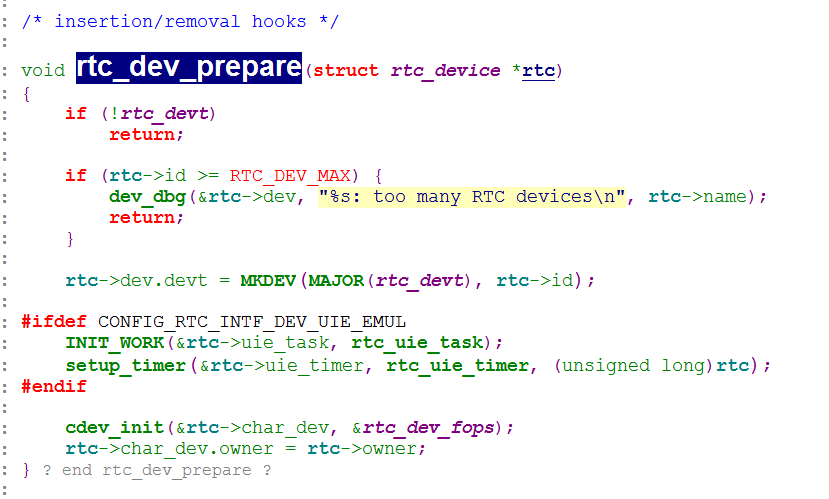 /* insertion/removal hooks */
void rtc_dev_prepare(struct rtc_device *rtc)
{
if (!rtc_devt)
return;
if (rtc->id >= RTC_DEV_MAX) {
dev_dbg(&rtc->dev, "%s: too many RTC devices\n", rtc->name);
return;
}
rtc->dev.devt = MKDEV(MAJOR(rtc_devt), rtc->id);
#ifdef CONFIG_RTC_INTF_DEV_UIE_EMUL
INIT_WORK(&rtc->uie_task, rtc_uie_task);
setup_timer(&rtc->uie_timer, rtc_uie_timer, (unsigned long)rtc);
#endif
cdev_init(&rtc->char_dev, &rtc_dev_fops);
rtc->char_dev.owner = rtc->owner;
} ? end rtc_dev_prepare ?